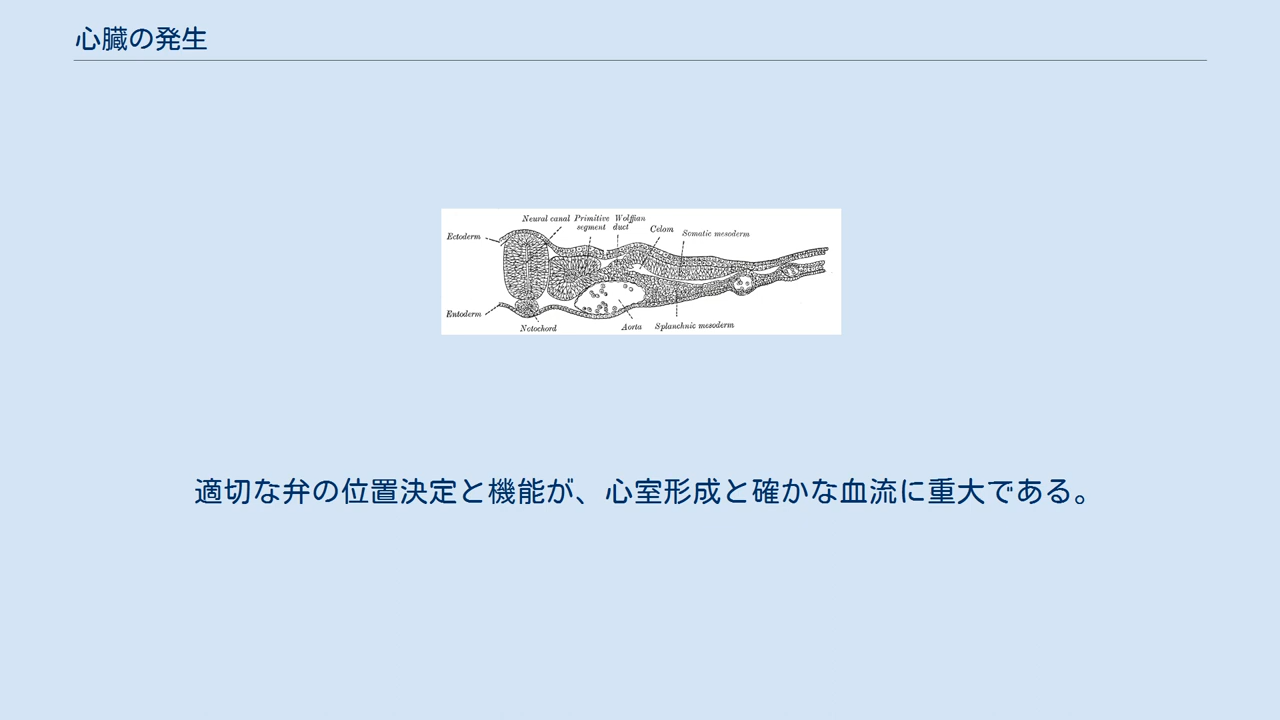 心臓の発生
Neural canal
Primitive segment
Wolffian duct
Cœlom
Somatic mesoderm
Ectoderm
Entoderm
Notochord
Aorta
Splanchnic mesoderm
適切な弁の位置決定と機能が、心室形成と確かな血流に重大である。